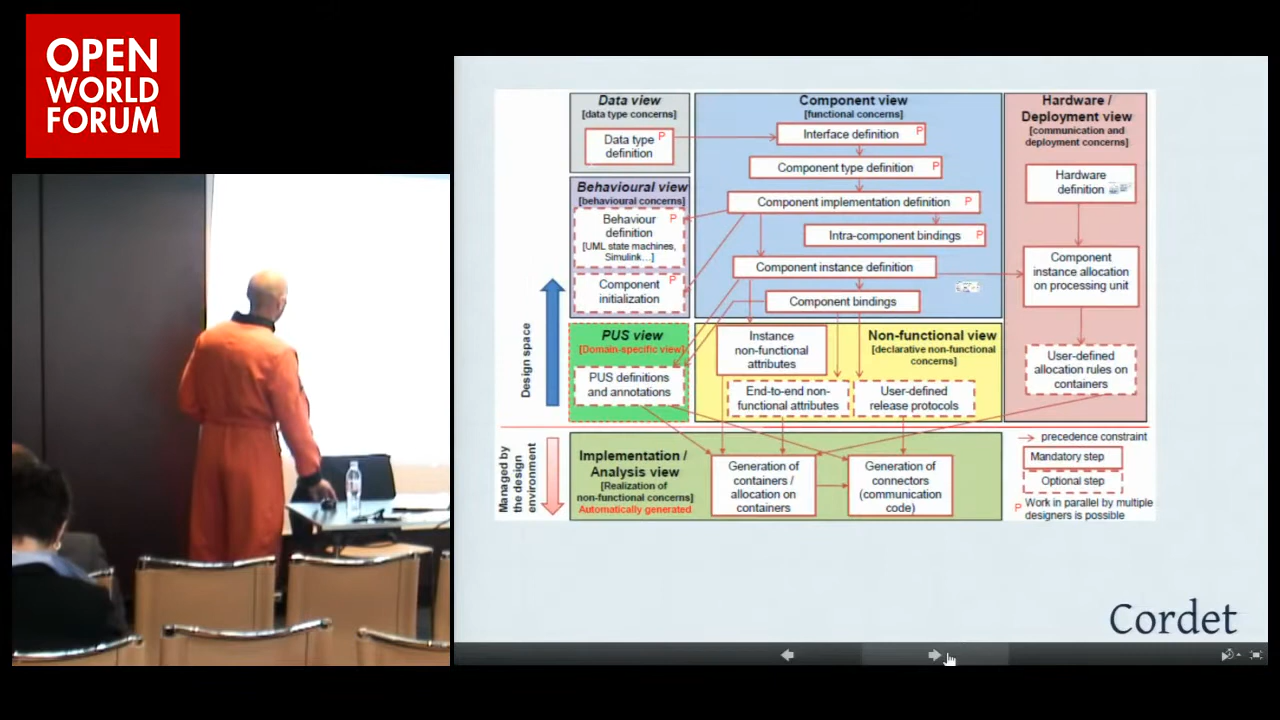 OPEN
WORLD
FORUM
Data view
[data type concerns]
Data type P
definition
Behavioural view
[behavioural concerns]
Behaviour P
definition
[UML state machines,
Simulink…]
Component P
initialization
Component view
[functional concerns]
Interface definition P
Component type definition P
Component implementation definition P
Intra-component bindings P
Component instance definition
Component bindings
Hardware /
Deployment view
[communication and
deployment concerns]
Hardware
definition
Component
instance allocation
on processing unit
User-defined
allocation rules on
containers
Design space
PUS view
[Domain-specific view]
PUS definitions
and annotations
Instance
non-functional
attributes
Non-functional view
[declarative non-functional
concerns]
End-to-end non-
functional attributes
User-defined
release protocols
Managed by
the design
environment
Implementation /
Analysis view
[Realization of
non-functional concerns]
Automatically generated
Generation of
containers /
allocation on
containers
Generation of
connectors
(communication
code)
precedence constraint
Mandatory step
Optional step
P Work in parallel by multiple
designers is possible
Cordet